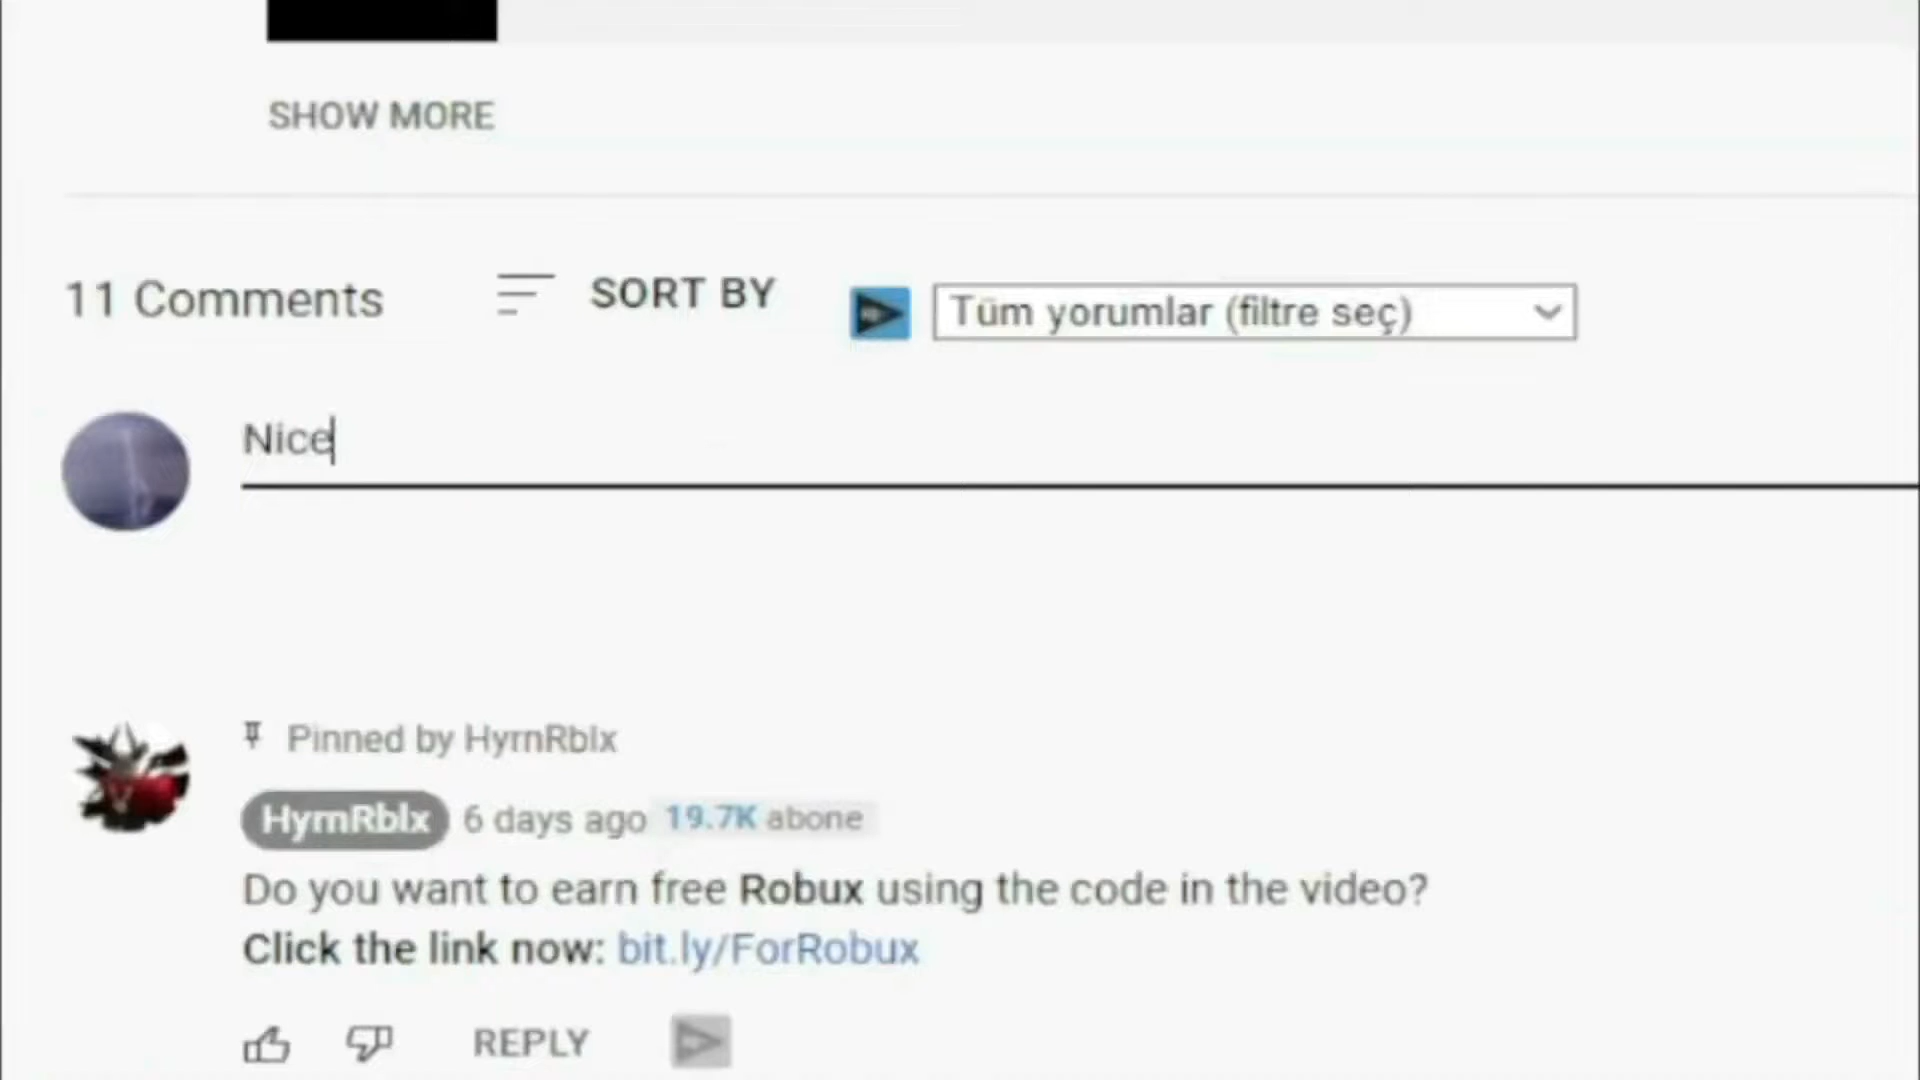 SHOW MORE
11 Comments
SORT BY
Tüm yorumlar (filtre seç)
Nice
Pinned by HyrnRblx
HyrnRblx 6 days ago 19.7K abone
Do you want to earn free Robux using the code in the video?
Click the link now: bit.ly/ForRobux
REPLY